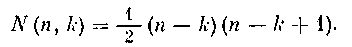 N (n, k) = 1/2 (n − k) (n − k + 1).